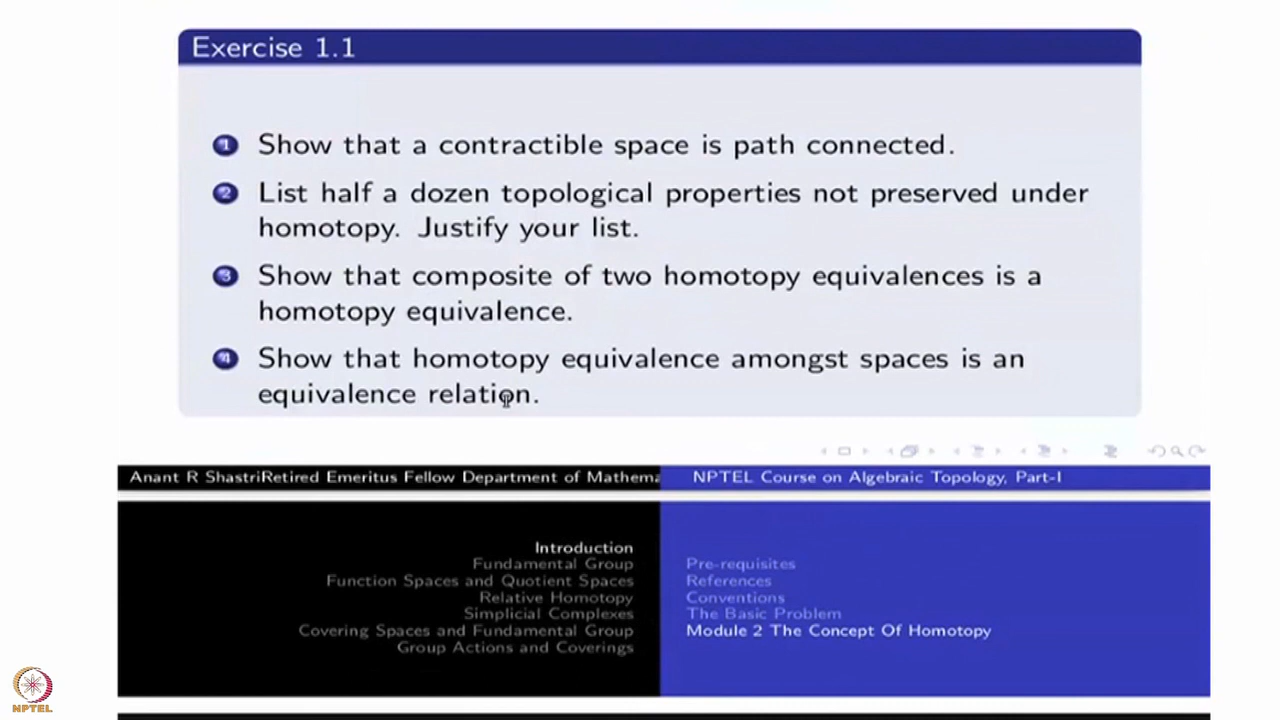 Exercise 1.1
1 Show that a contractible space is path connected.
2 List half a dozen topological properties not preserved under
homotopy. Justify your list.
3 Show that composite of two homotopy equivalences is a
homotopy equivalence.
4 Show that homotopy equivalence amongst spaces is an
equivalence relation.
Anant R ShastriRetired Emeritus Fellow Department of Mathema
NPTEL Course on Algebraic Topology, Part-I
Introduction
Fundamental Group
Function Spaces and Quotient Spaces
Relative Homotopy
Simplicial Complexes
Covering Spaces and Fundamental Group
Group Actions and Coverings
Pre-requisites
References
Conventions
The Basic Problem
Module 2 The Concept Of Homotopy
NPTEL